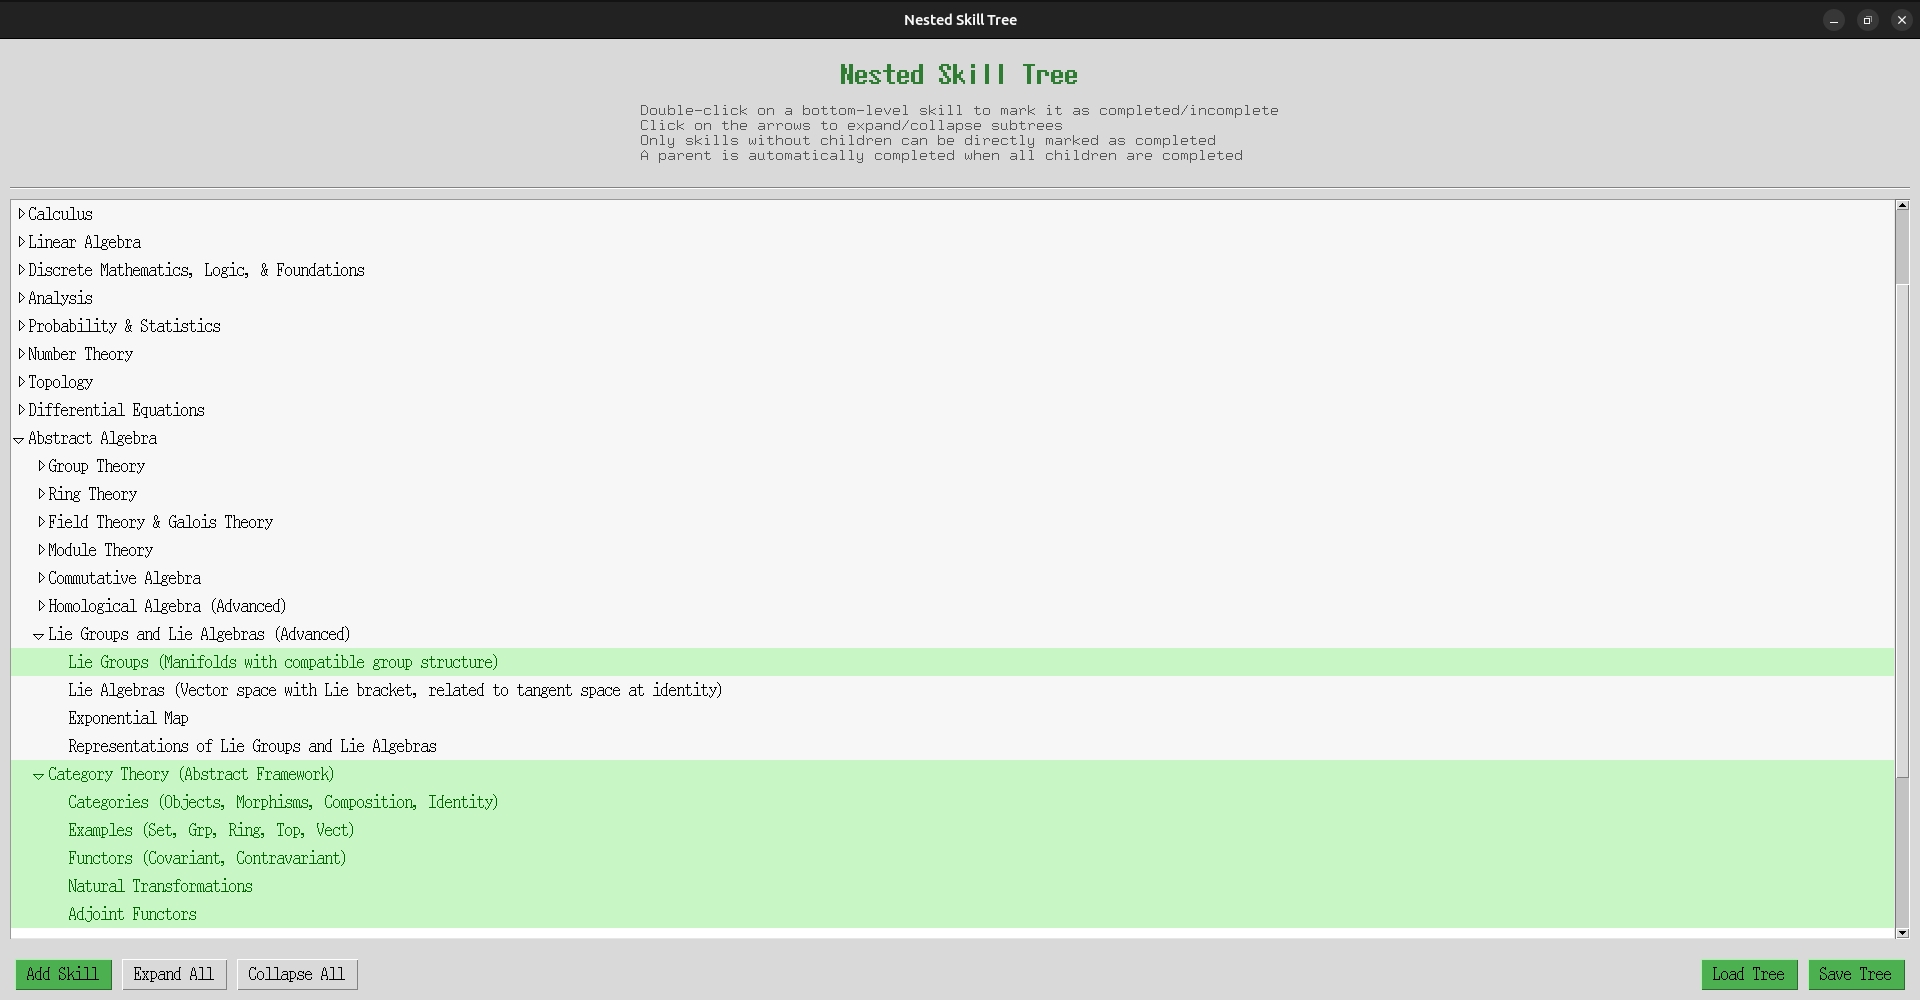 Nested Skill Tree
Nested Skill Tree
Double-click on a bottom-level skill to mark it as completed/incomplete
Click on the arrows to expand/collapse subtrees
Only skills without children can be directly marked as completed
A parent is automatically completed when all children are completed
Calculus
Linear Algebra
Discrete Mathematics, Logic, & Foundations
Analysis
Probability & Statistics
Number Theory
Topology
Differential Equations
Abstract Algebra
Group Theory
Ring Theory
Field Theory & Galois Theory
Module Theory
Commutative Algebra
Homological Algebra (Advanced)
Lie Groups and Lie Algebras (Advanced)
Lie Groups (Manifolds with compatible group structure)
Lie Algebras (Vector space with Lie bracket, related to tangent space at identity)
Exponential Map
Representations of Lie Groups and Lie Algebras
Category Theory (Abstract Framework)
Categories (Objects, Morphisms, Composition, Identity)
Examples (Set, Grp, Ring, Top, Vect)
Functors (Covariant, Contravariant)
Natural Transformations
Adjoint Functors
Add Skill Expand All Collapse All Load Tree Save Tree